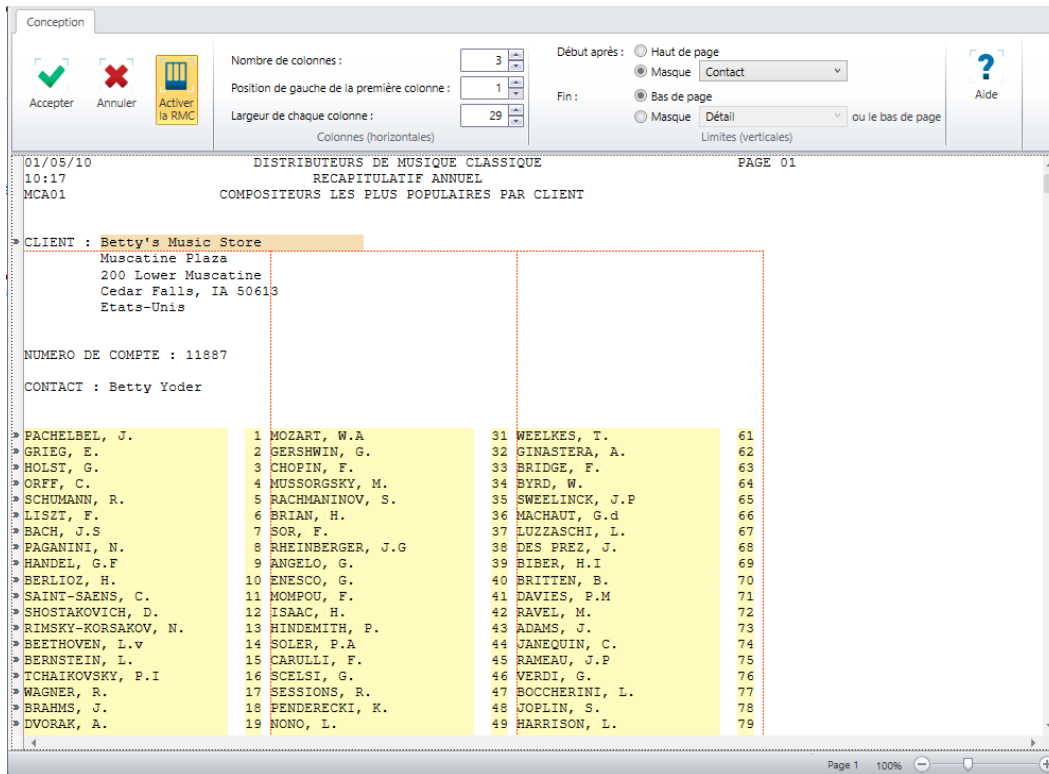 Conception
Accepter
Annuler
Activer la RMC
Nombre de colonnes : 3
Position de gauche de la première colonne : 1
Largeur de chaque colonne : 29
Colonnes (horizontales)
Début après : Haut de page
Masque Contact
Fin : Bas de page
Masque Détail ou le bas de page
Limites (verticales)
? 
Aide
01/05/10 DISTRIBUTEURS DE MUSIQUE CLASSIQUE PAGE 01
10:17 RECAPITULATIF ANNUEL
MCA01 COMPOSITEURS LES PLUS POPULAIRES PAR CLIENT
CLIENT : Betty's Music Store
Muscatine Plaza
200 Lower Muscatine
Cedar Falls, IA 50613
Etats-Unis
NUMERO DE COMPTE : 11887
CONTACT : Betty Yoder
PACHELBEL, J. 1 MOZART, W.A 31 WEELKES, T. 61
GRIEG, E. 2 GERSHWIN, G. 32 GINASTERA, A. 62
HOLST, G. 3 CHOPIN, F. 33 BRIDGE, F. 63
ORFF, C. 4 MUSSORGSKY, M. 34 BYRD, W. 64
SCHUMANN, R. 5 RACHMANINOV, S. 35 SWEELINCK, J.P 65
LISZT, F. 6 BRIAN, H. 36 MACHAUT, G.d 66
BACH, J.S 7 SOR, F. 37 LUZZASCHI, L. 67
PAGANINI, N. 8 RHEINBERGER, J.G 38 DES PREZ, J. 68
HANDEL, G.F 9 ANGELO, G. 39 BIBER, H.I 69
BERLIOZ, H. 10 ENESCO, G. 40 BRITTEN, B. 70
SAINT-SAENS, C. 11 MOMPOU, F. 41 DAVIES, P.M 71
SHOSTAKOVICH, D. 12 ISAAC, H. 42 RAVEL, M. 72
RIMSKY-KORSAKOV, N. 13 HINDEMITH, P. 43 ADAMS, J. 73
BEETHOVEN, L.v 14 SOLER, P.A 44 JANEQUIN, C. 74
BERNSTEIN, L. 15 CARULLI, F. 45 RAMEAU, J.P 75
TCHAIKOVSKY, P.I 16 SCELSI, G. 46 VERDI, G. 76
WAGNER, R. 17 SESSIONS, R. 47 BOCCHERINI, L. 77
BRAHMS, J. 18 PENDERECKI, K. 48 JOPLIN, S. 78
DVORAK, A. 19 NONO, L. 49 HARRISON, L. 79
Page 1 100%